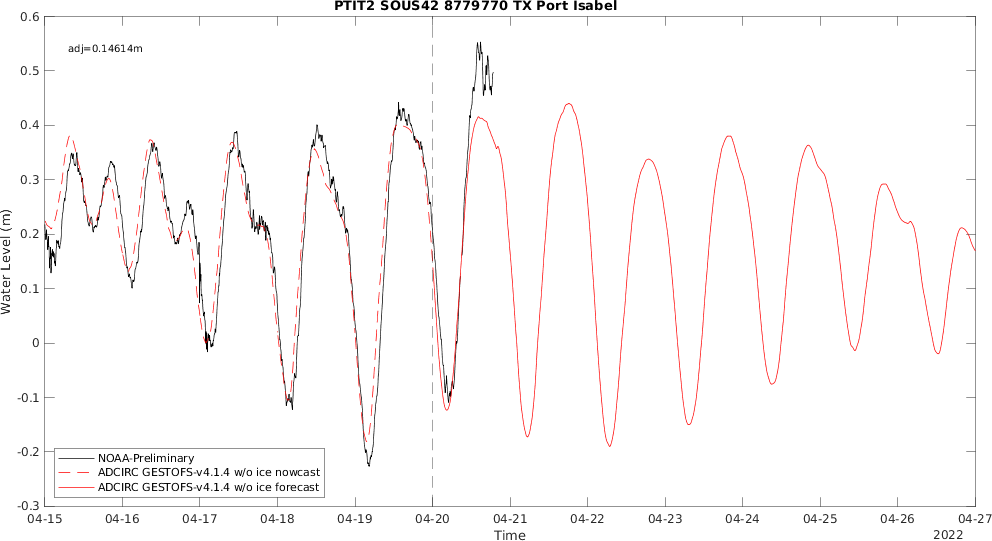 PTIT2 SOUS42 8779770 TX Port Isabel
0.6
adj=0.14614m
0.5
0.4
0.3
0.2
0.1
0
-0.1
-0.2
-0.3
Water Level (m)
NOAA-Preliminary
ADCIRC GESTOFS-v4.1.4 w/o ice nowcast
ADCIRC GESTOFS-v4.1.4 w/o ice forecast
04-15 04-16 04-17 04-18 04-19 04-20 04-21 04-22 04-23 04-24 04-25 04-26 04-27
Time
2022